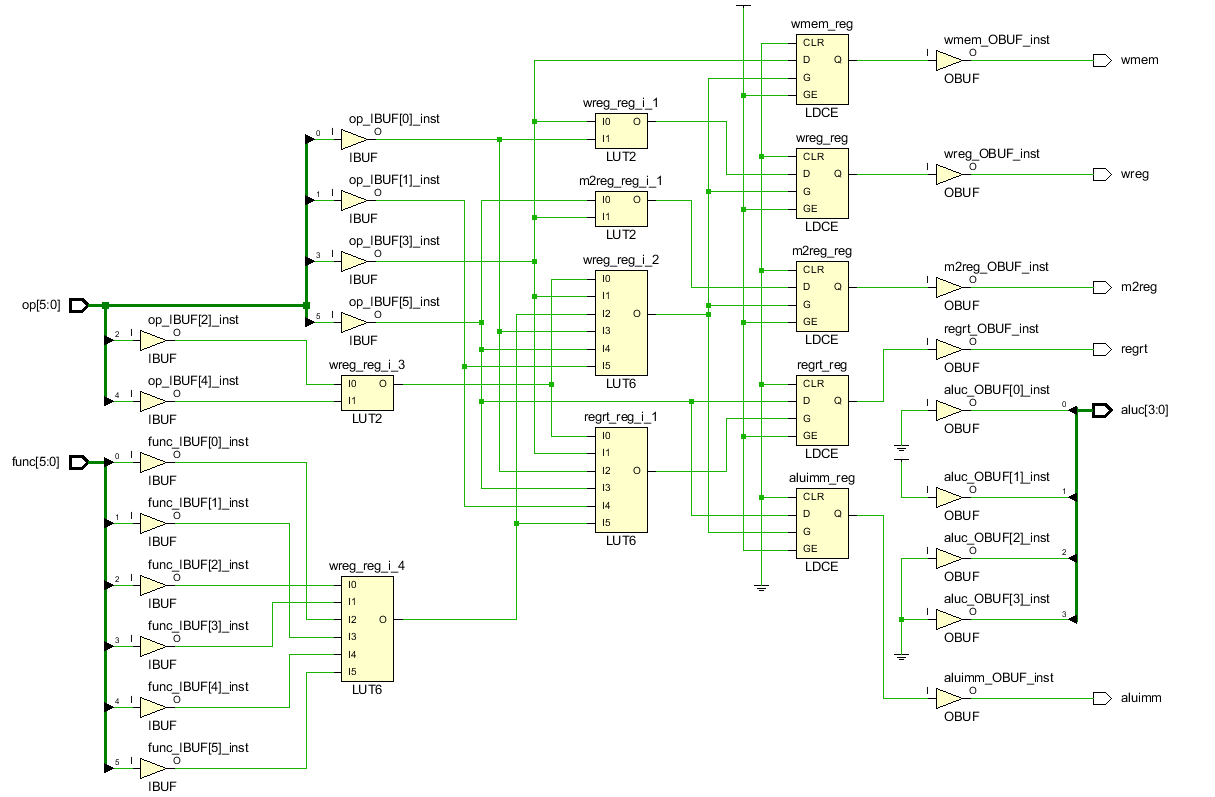 wmem_reg
CLR
D
Q
G
GE
LDCE
wmem_OBUF_inst
I
O
OBUF
wmem
wreg_reg_i_1
I0
O
I1
LUT2
op_IBUF[0]_inst
0
I
O
IBUF
wreg_reg
CLR
D
Q
G
GE
LDCE
wreg_OBUF_inst
I
O
OBUF
wreg
op_IBUF[1]_inst
1
I
O
IBUF
m2reg_reg_i_1
I0
O
I1
LUT2
op_IBUF[3]_inst
3
I
O
IBUF
m2reg_reg
CLR
D
Q
G
GE
LDCE
m2reg_OBUF_inst
I
O
OBUF
m2reg
wreg_reg_i_2
I0
I1
I2
O
I3
I4
I5
LUT6
op[5:0]
op_IBUF[5]_inst
5
I
O
IBUF
op_IBUF[2]_inst
2
I
O
IBUF
regrt_OBUF_inst
I
O
OBUF
regrt
wreg_reg_i_3
I0
O
I1
LUT2
op_IBUF[4]_inst
4
I
O
IBUF
regrt_reg
CLR
D
Q
G
GE
LDCE
aluc_OBUF[0]_inst
I
O
0
OBUF
aluc[3:0]
regrt_reg_i_1
I0
I1
I2
O
I3
I4
I5
LUT6
func[5:0]
func_IBUF[0]_inst
0
I
O
IBUF
aluimm_reg
CLR
D
Q
G
GE
LDCE
aluc_OBUF[1]_inst
I
O
1
OBUF
func_IBUF[1]_inst
1
I
O
IBUF
aluc_OBUF[2]_inst
I
O
2
OBUF
func_IBUF[2]_inst
2
I
O
IBUF
wreg_reg_i_4
I0
I1
I2
O
I3
I4
I5
LUT6
aluc_OBUF[3]_inst
I
O
3
OBUF
func_IBUF[3]_inst
3
I
O
IBUF
func_IBUF[4]_inst
4
I
O
IBUF
aluimm_OBUF_inst
I
O
OBUF
aluimm
func_IBUF[5]_inst
5
I
O
IBUF